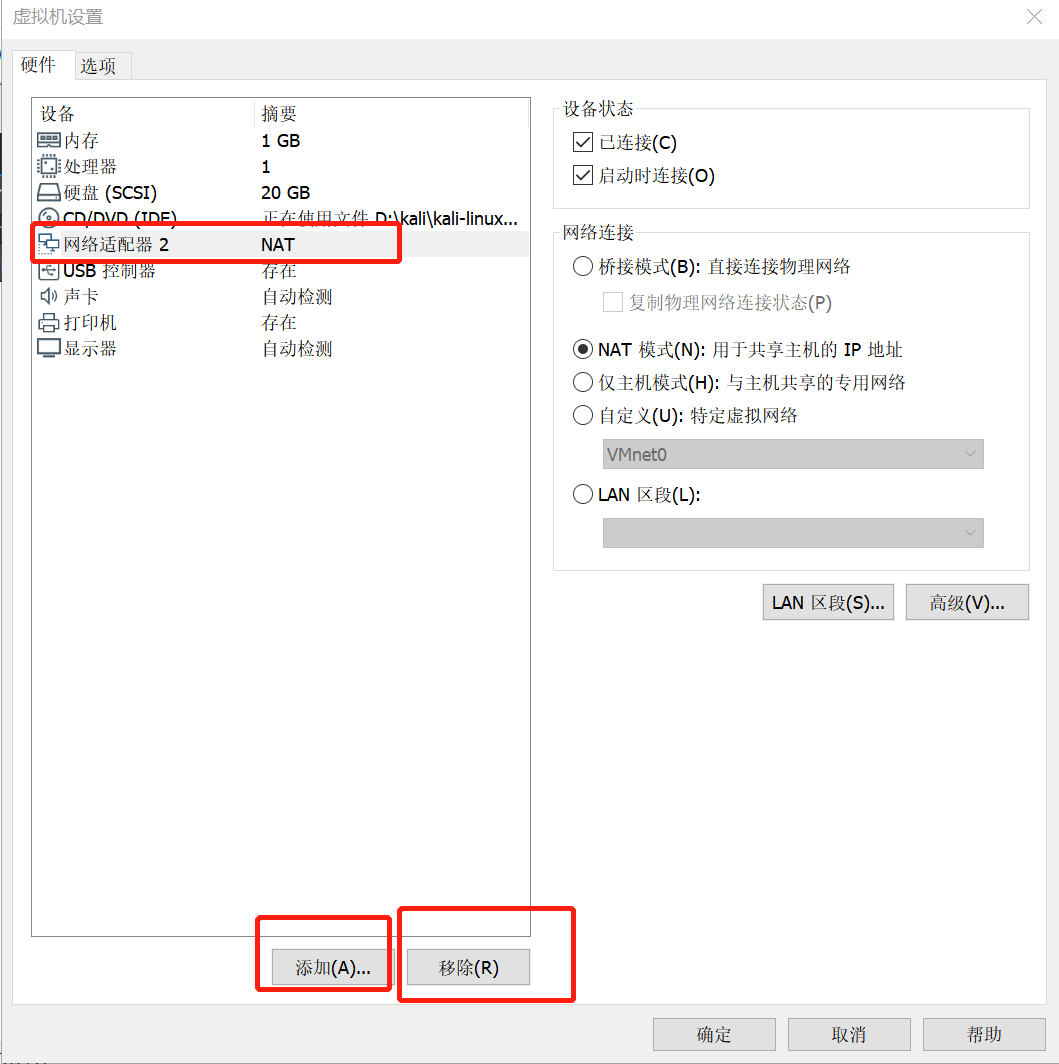 虚拟机设置
硬件 选项
设备 摘要
内存 1 GB
处理器 1
硬盘 (SCSI) 20 GB
CD/DVD (IDE) 正在使用文件 D:\kali\kali-linux...
网络适配器 2 NAT
USB 控制器 存在
声卡 自动检测
打印机 存在
显示器 自动检测
添加(A)... 移除(R)
设备状态
已连接(C)
启动时连接(O)
网络连接
桥接模式(B): 直接连接物理网络
复制物理网络连接状态(P)
NAT 模式(N): 用于共享主机的 IP 地址
仅主机模式(H): 与主机共享的专用网络
自定义(U): 特定虚拟网络
VMnet0
LAN 区段(L):
LAN 区段(S)... 高级(V)...
确定 取消 帮助